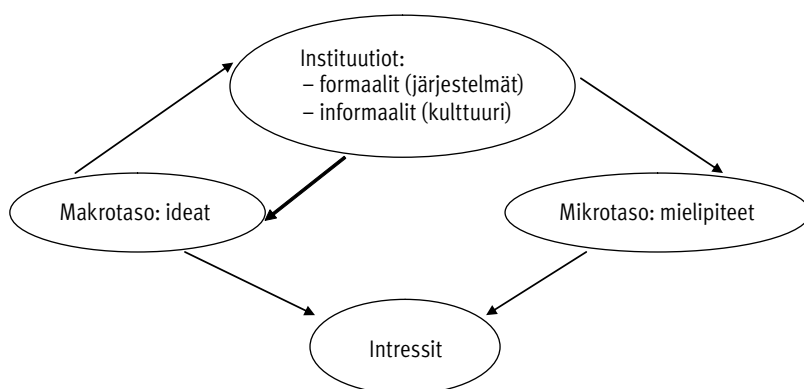 Instituutiot:
– formaalit (järjestelmät)
– informaalit (kulttuuri)
Makrotaso: ideat
Mikrotaso: mielipiteet
Intressit